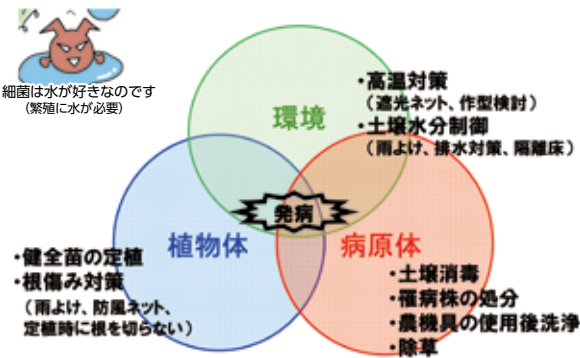 細菌は水が好きなのです
(繁殖に水が必要)
環境
・高温対策
(遮光ネット、作型検討)
・土壌水分制御
(雨よけ、排水対策、隔離床)
発病
植物体
病原体
・健全苗の定植
・根傷み対策
(雨よけ、防風ネット、
定植時に根を切らない)
・土壌消毒
・罹病株の処分
・農機具の使用後洗浄
・除草